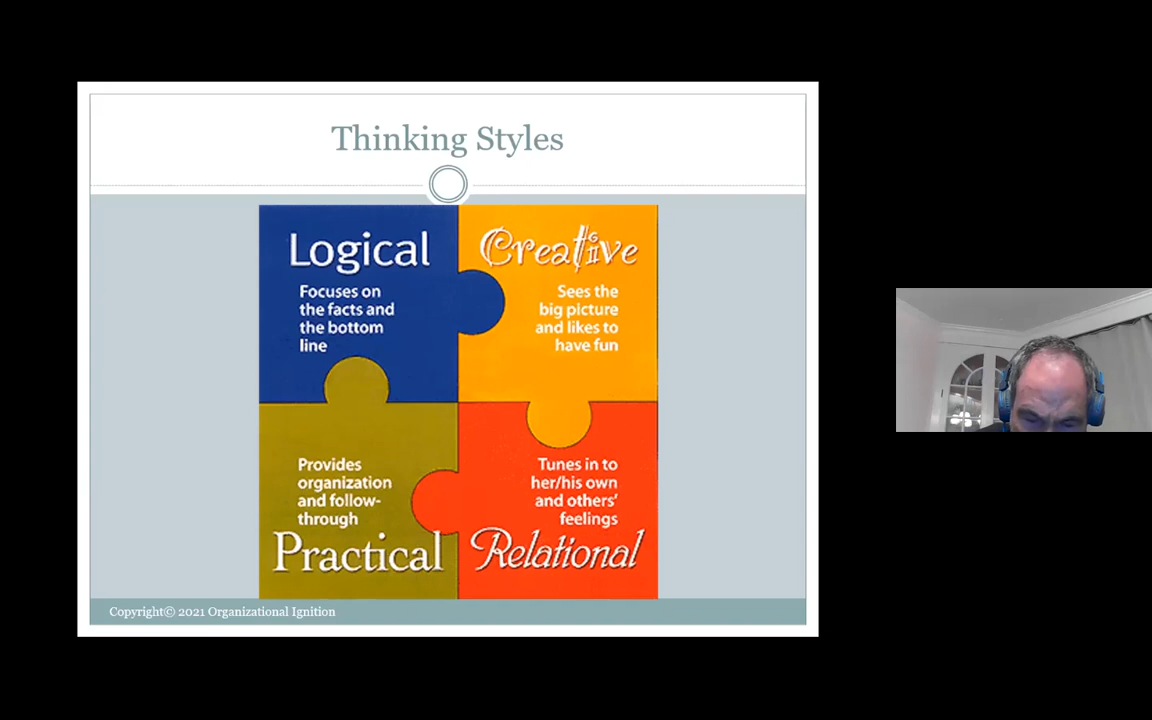 Thinking Styles
Logical
Focuses on
the facts and
the bottom
line
Creative
Sees the
big picture
and likes to
have fun
Provides
organization
and follow-
through
Practical
Tunes in to
her/his own
and others'
feelings
Relational
Copyright© 2021 Organizational Ignition